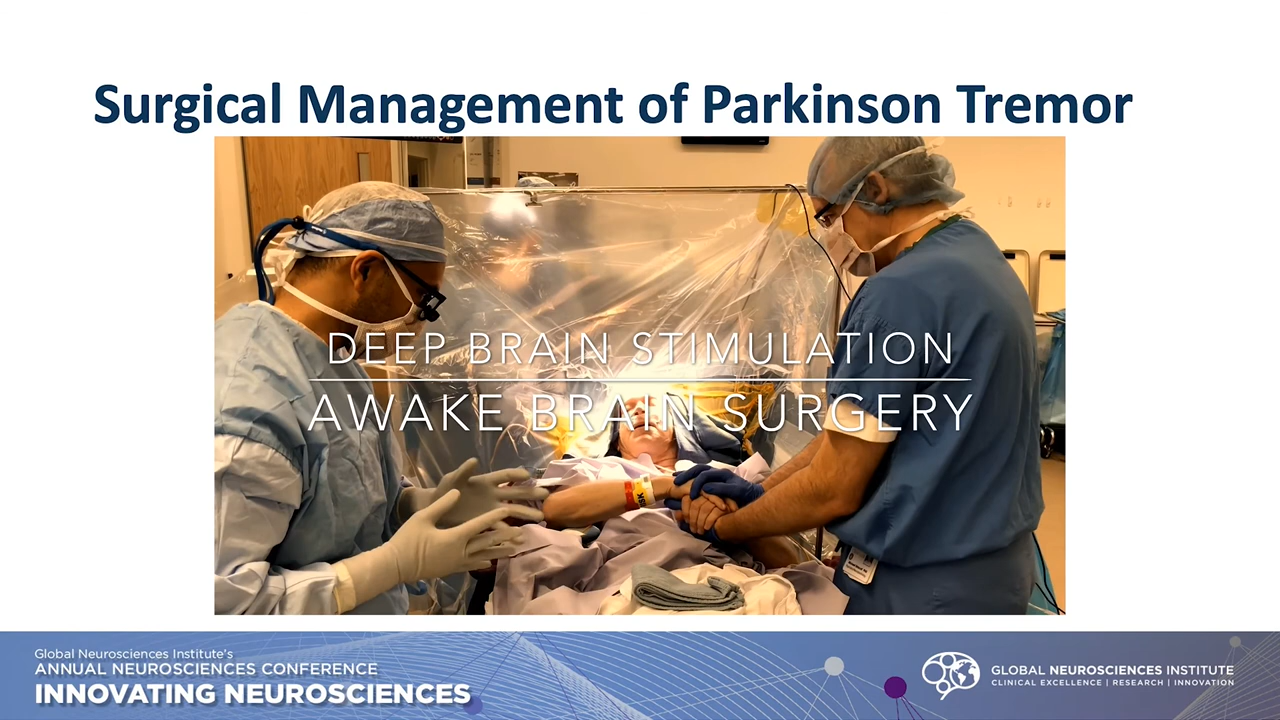 Surgical Management of Parkinson Tremor
DEEP BRAIN STIMULATION
AWAKE BRAIN SURGERY
Global Neurosciences Institute's
ANNUAL NEUROSCIENCES CONFERENCE
INNOVATING NEUROSCIENCES
GLOBAL NEUROSCIENCES INSTITUTE
CLINICAL EXCELLENCE | RESEARCH | INNOVATION